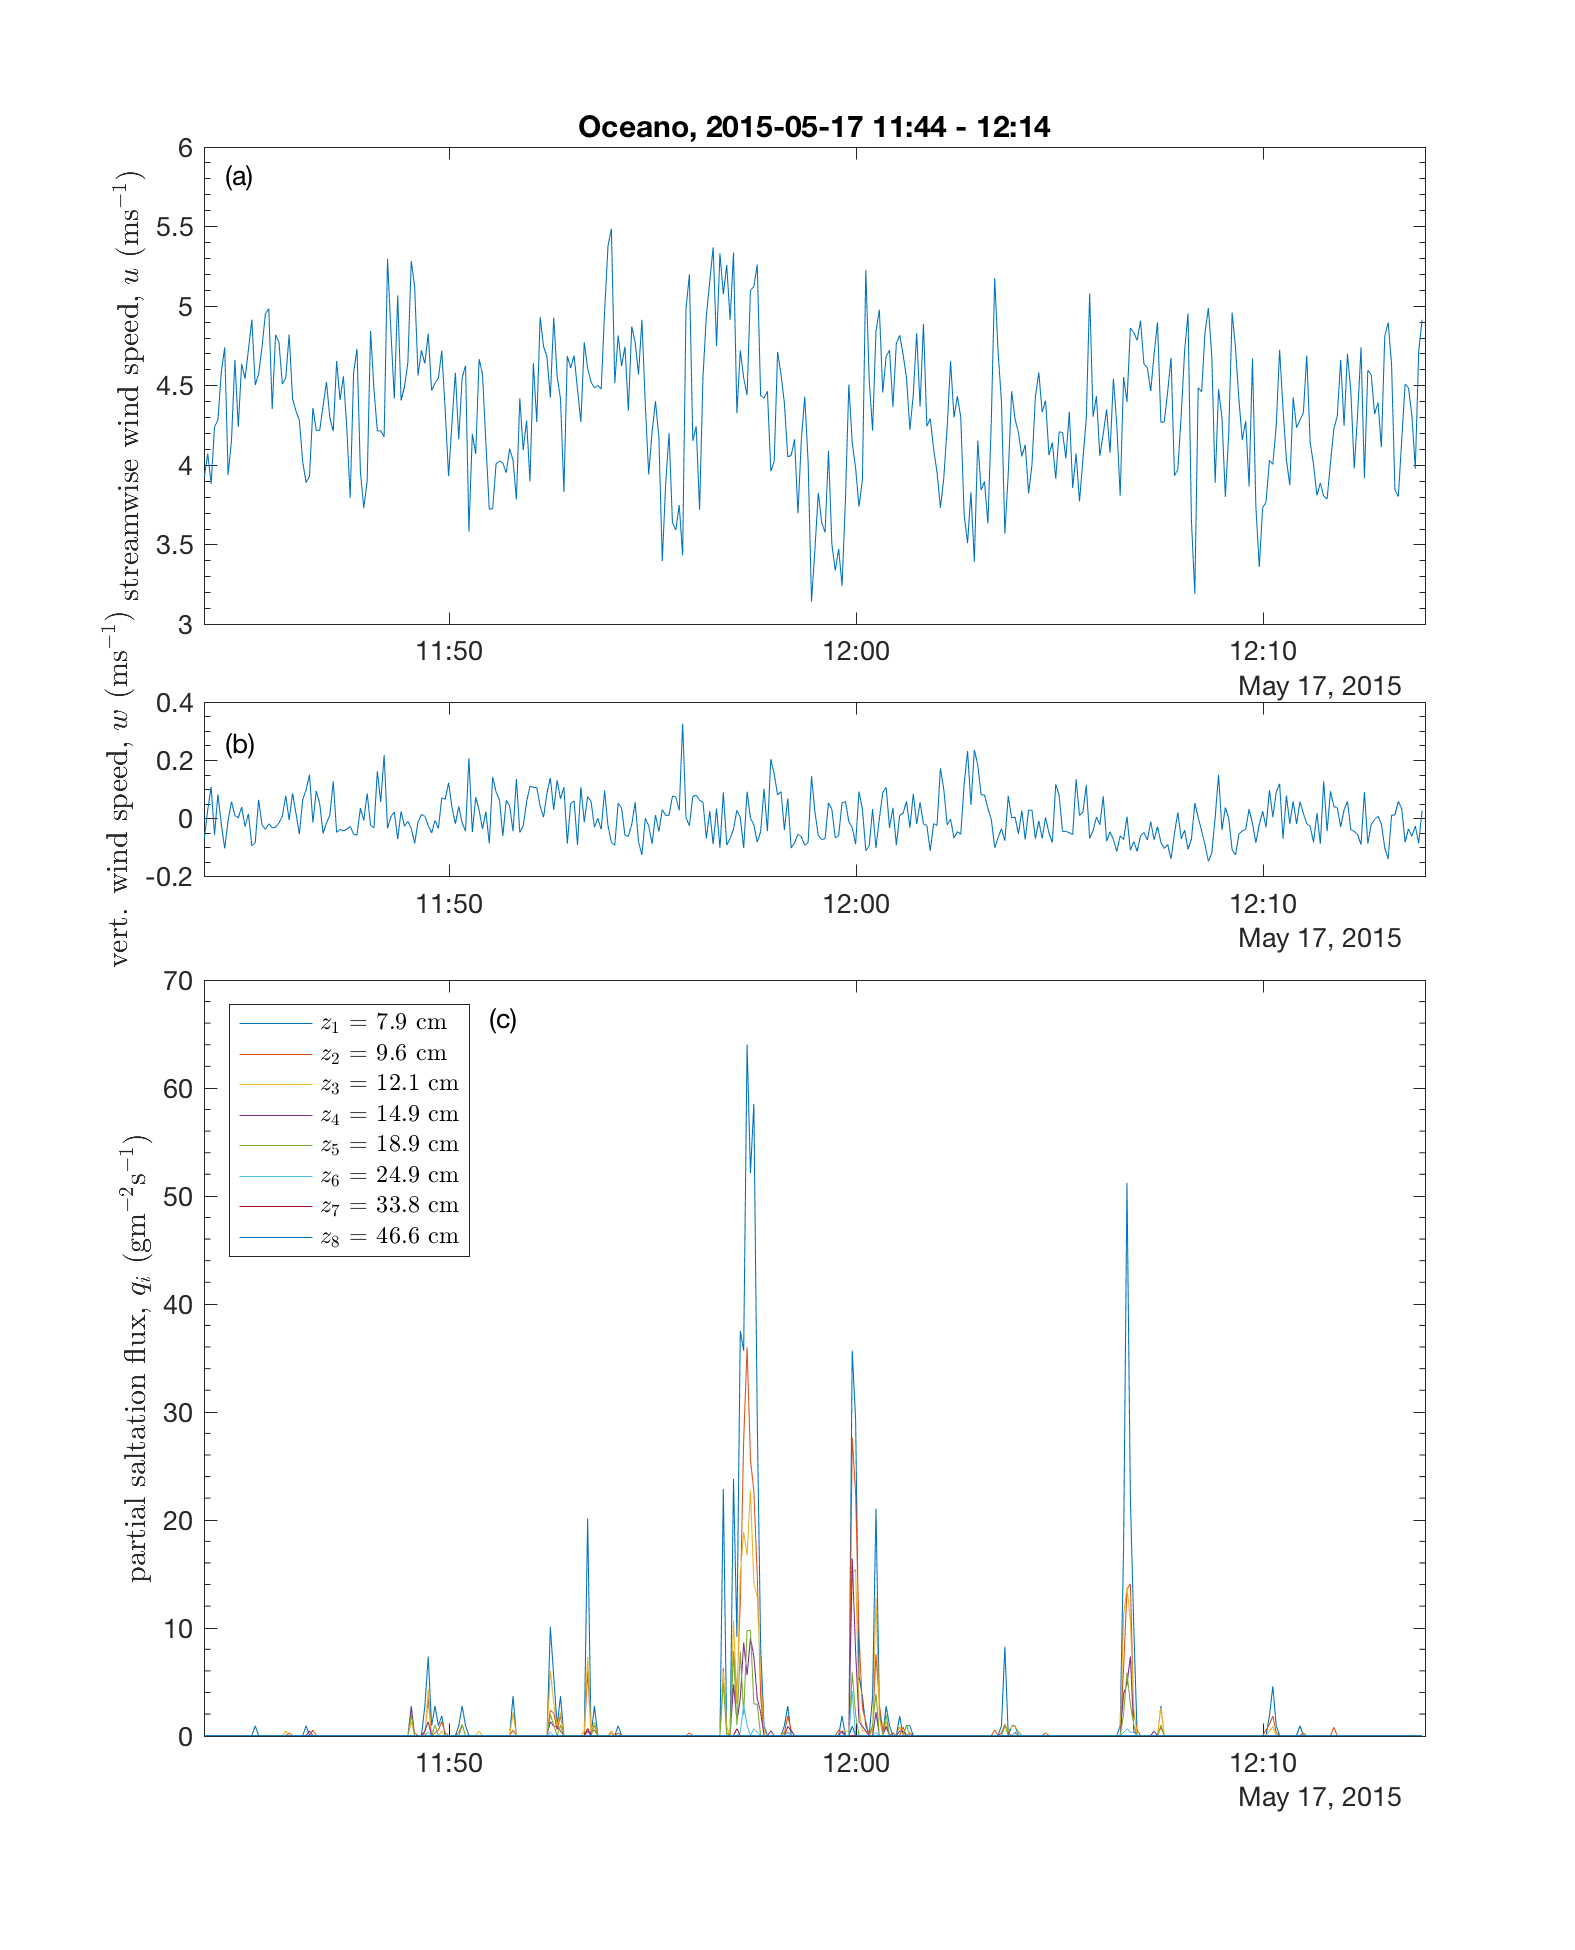 Oceano, 2015-05-17 11:44 - 12:14
(a)
streamwise wind speed, u (ms⁻¹)
6
5.5
5
4.5
4
3.5
3
11:50 12:00 12:10
May 17, 2015
(b)
vert. wind speed, w (ms⁻¹)
0.4
0.2
0
-0.2
11:50 12:00 12:10
May 17, 2015
(c)
partial saltation flux, qᵢ (gm⁻²s⁻¹)
70
60
50
40
30
20
10
0
z₁ = 7.9 cm
z₂ = 9.6 cm
z₃ = 12.1 cm
z₄ = 14.9 cm
z₅ = 18.9 cm
z₆ = 24.9 cm
z₇ = 33.8 cm
z₈ = 46.6 cm
11:50 12:00 12:10
May 17, 2015